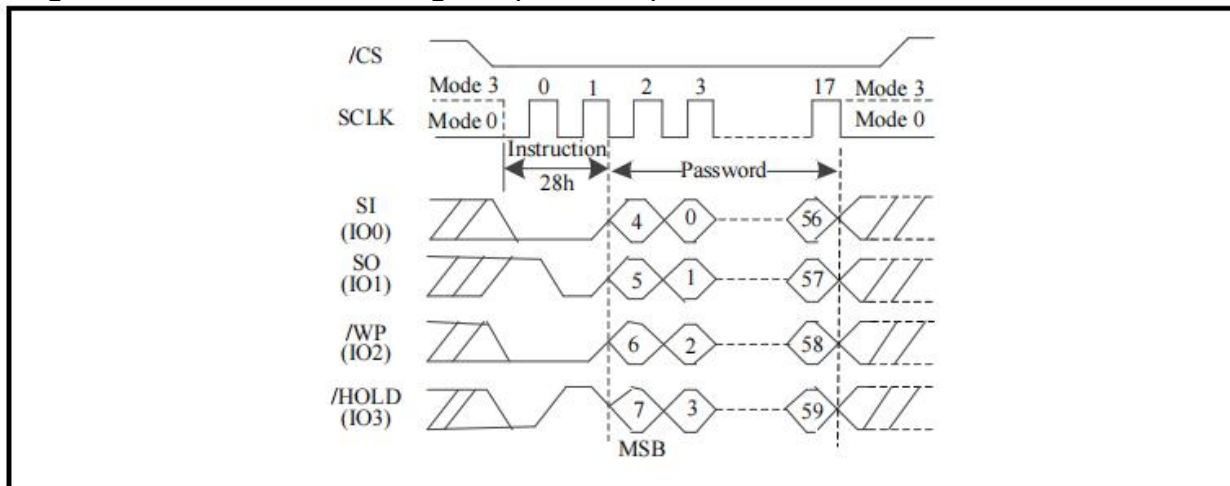 /CS
Mode 3 0 1 2 3 17 Mode 3
SCLK Mode 0 Mode 0
Instruction
28h
Password
SI
(IO0)
4 0 56
SO
(IO1)
5 1 57
/WP
(IO2)
6 2 58
/HOLD
(IO3)
7 3 59
MSB